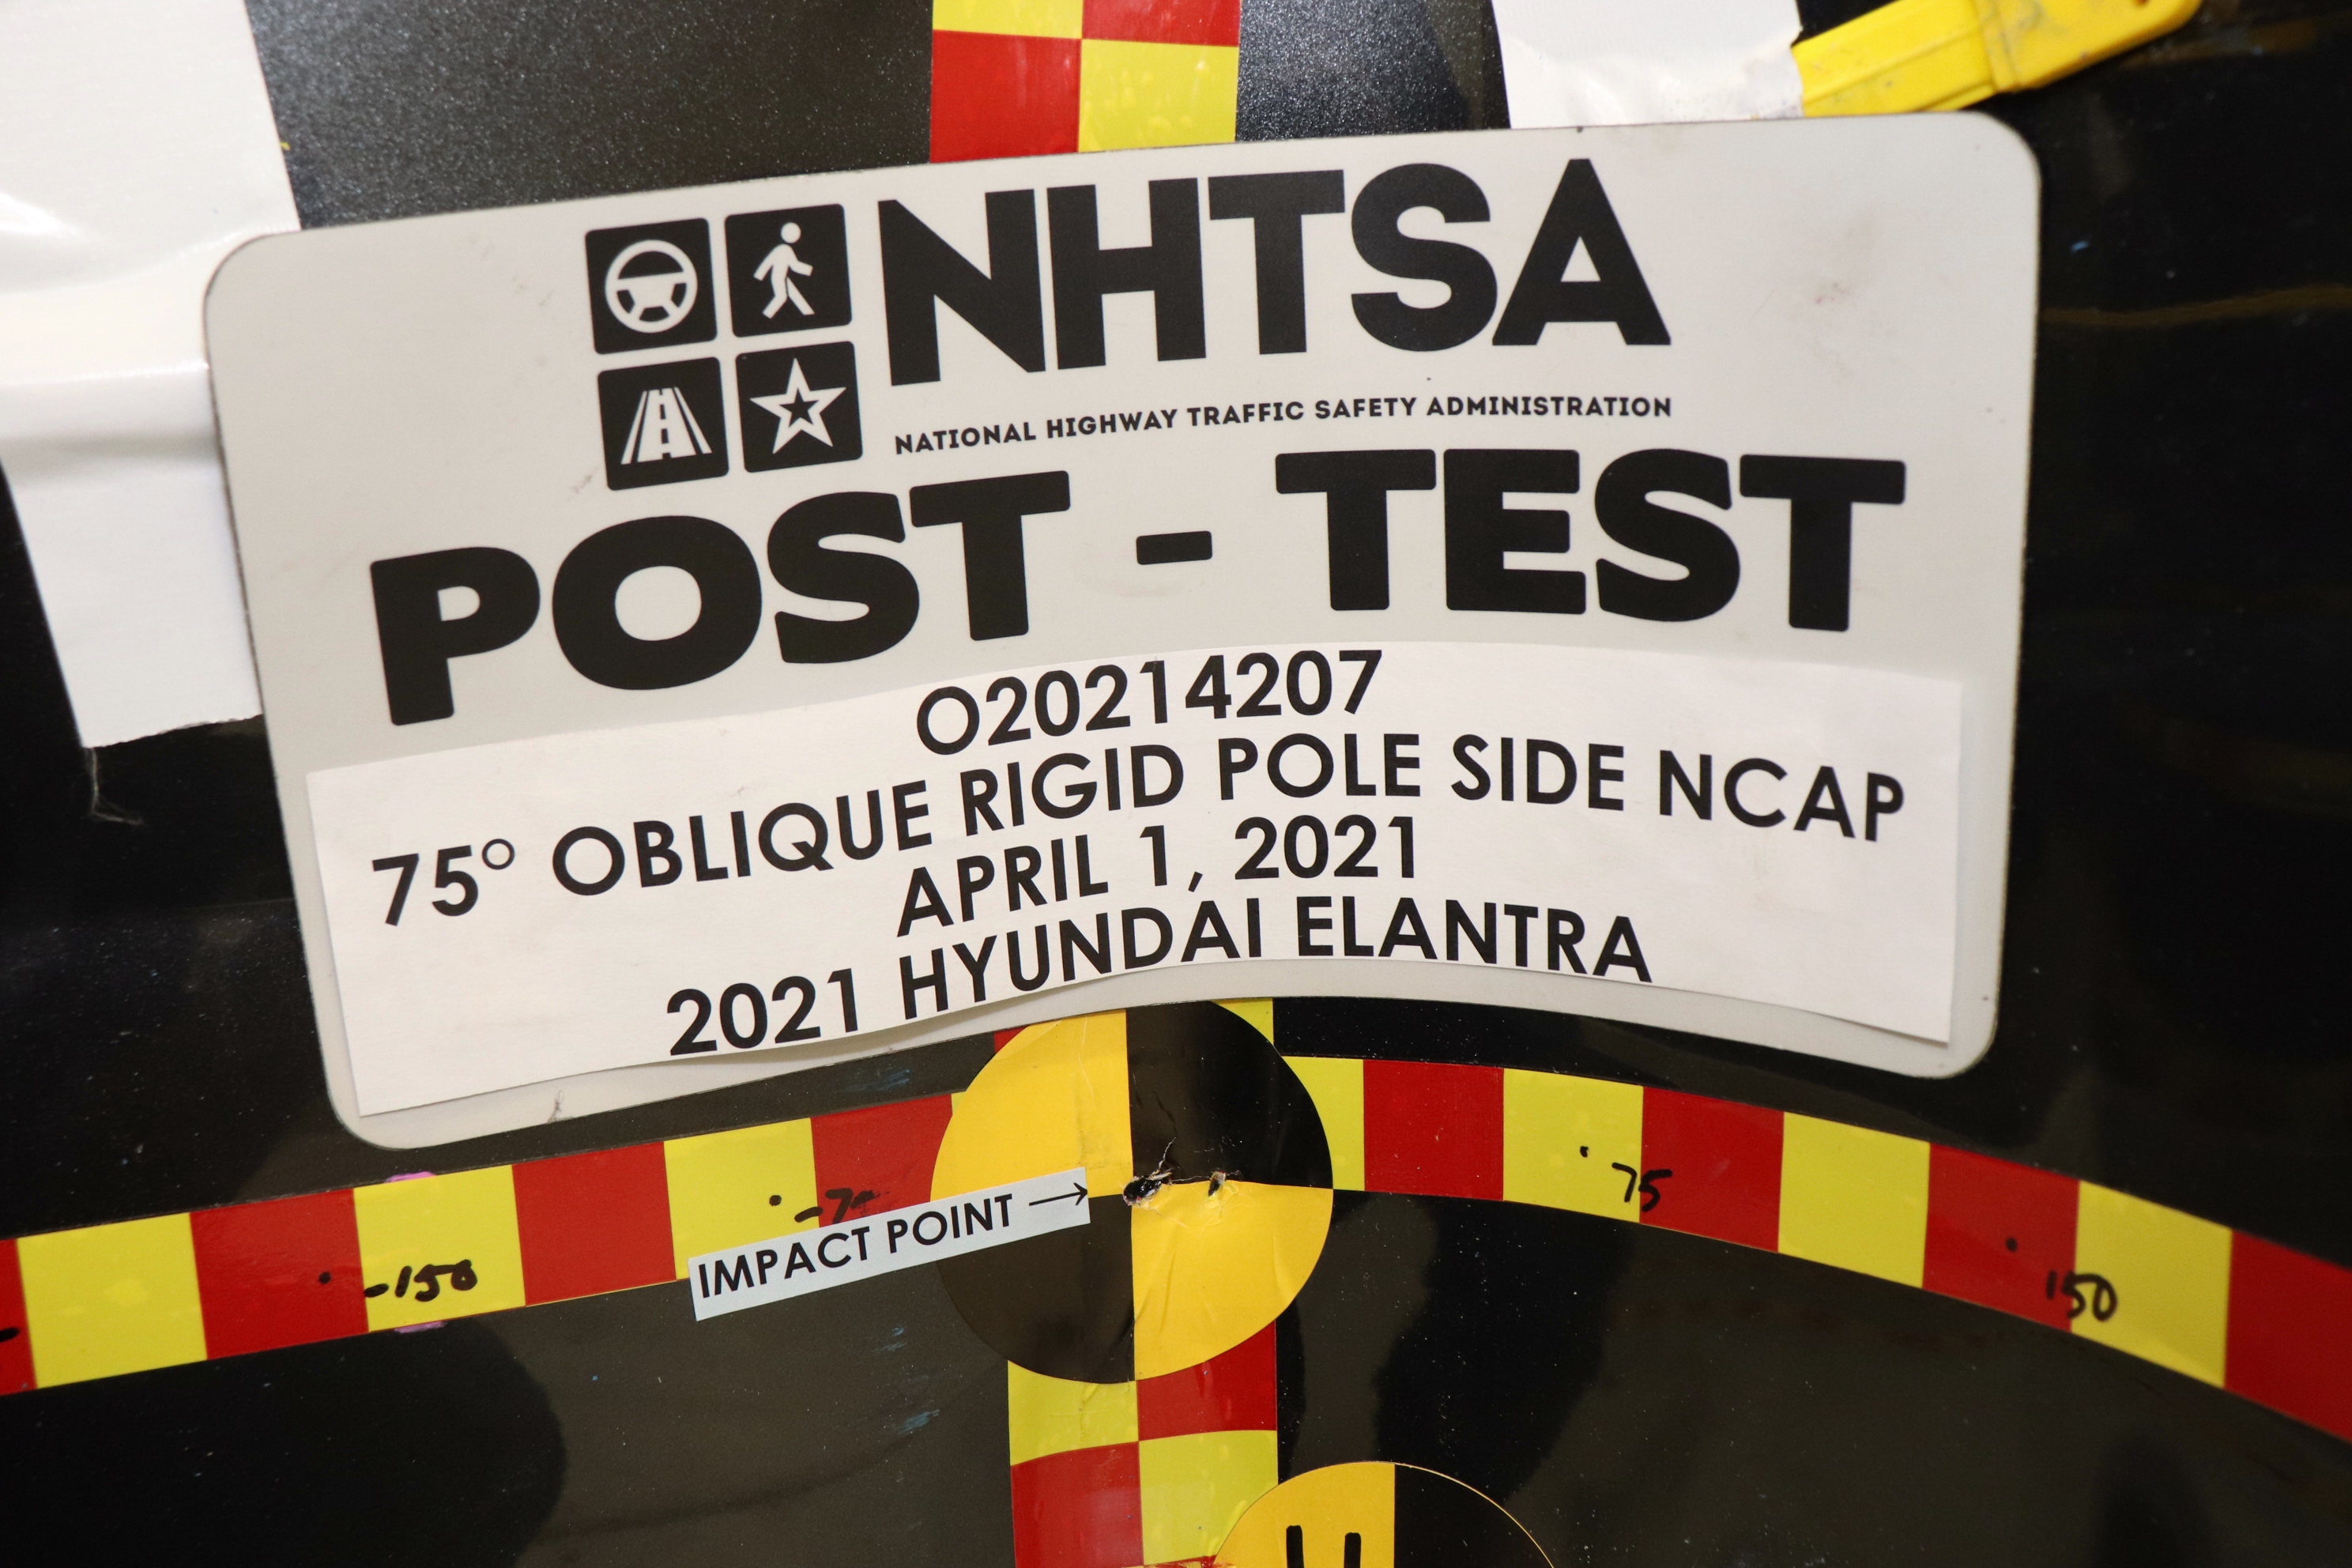 NHTSA
NATIONAL HIGHWAY TRAFFIC SAFETY ADMINISTRATION
POST - TEST
O20214207
75° OBLIQUE RIGID POLE SIDE NCAP
APRIL 1, 2021
2021 HYUNDAI ELANTRA
IMPACT POINT →
-150
75
150